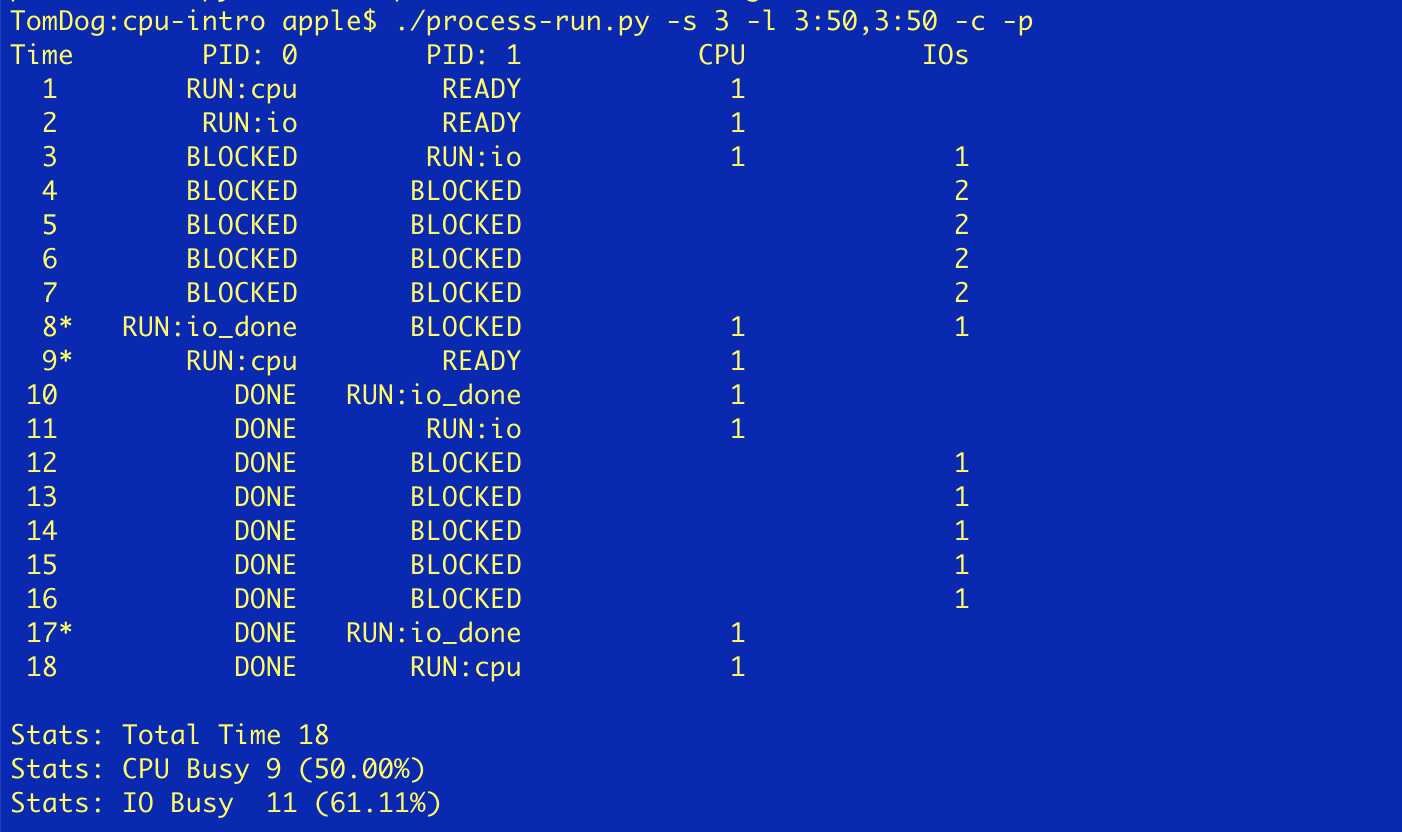 TomDog:cpu-intro apple$ ./process-run.py -s 3 -l 3:50,3:50 -c -p
Time        PID: 0        PID: 1           CPU           IOs
  1        RUN:cpu         READY             1
  2         RUN:io         READY             1
  3        BLOCKED        RUN:io             1             1
  4        BLOCKED       BLOCKED                           2
  5        BLOCKED       BLOCKED                           2
  6        BLOCKED       BLOCKED                           2
  7        BLOCKED       BLOCKED                           2
  8*   RUN:io_done       BLOCKED             1             1
  9*       RUN:cpu         READY             1
 10           DONE   RUN:io_done             1
 11           DONE        RUN:io             1
 12           DONE       BLOCKED                           1
 13           DONE       BLOCKED                           1
 14           DONE       BLOCKED                           1
 15           DONE       BLOCKED                           1
 16           DONE       BLOCKED                           1
 17*          DONE   RUN:io_done             1
 18           DONE       RUN:cpu             1

Stats: Total Time 18
Stats: CPU Busy 9 (50.00%)
Stats: IO Busy  11 (61.11%)